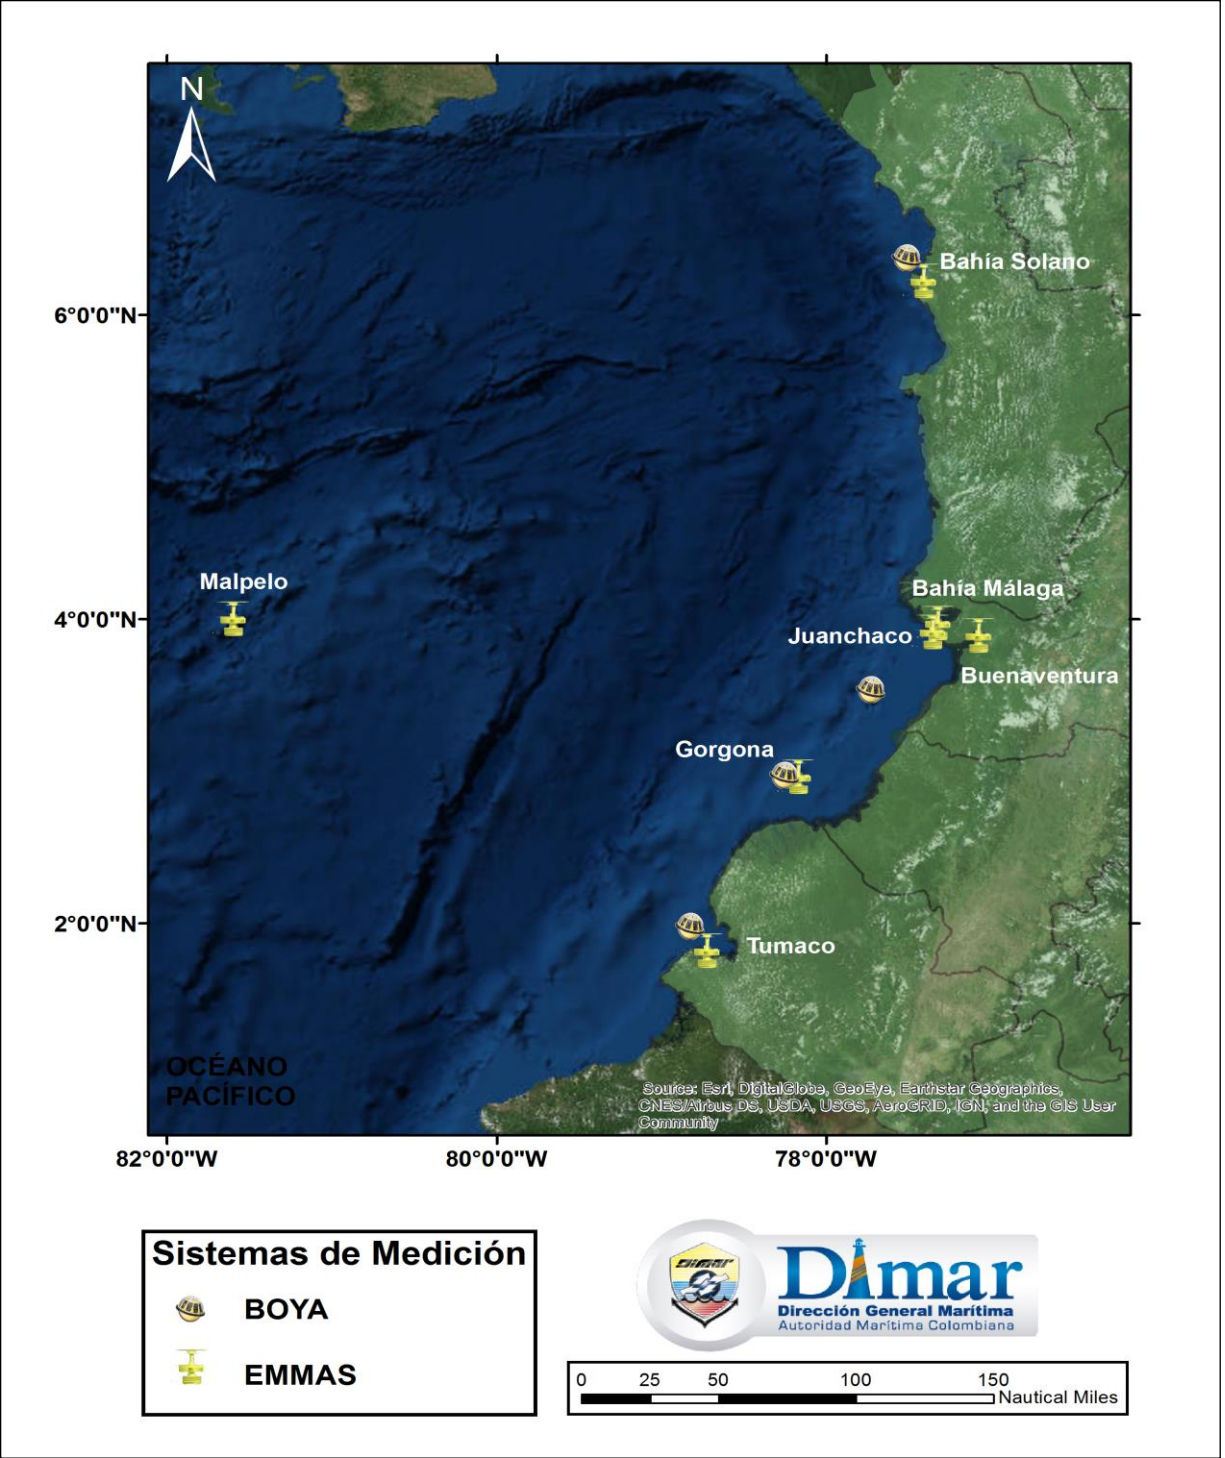 N
Bahía Solano
6°0'0"N
Malpelo
Bahía Málaga
4°0'0"N
Juanchaco
Buenaventura
Gorgona
2°0'0"N
Tumaco
OCÉANO
PACÍFICO
Source: Esri, DigitalGlobe, GeoEye, Earthstar Geographics,
CNES/Airbus DS, USDA, USGS, AeroGRID, IGN, and the GIS User
Community
82°0'0"W 80°0'0"W 78°0'0"W
Sistemas de Medición
BOYA
EMMAS
DIMAR
Dimar
Dirección General Marítima
Autoridad Marítima Colombiana
0 25 50 100 150
Nautical Miles